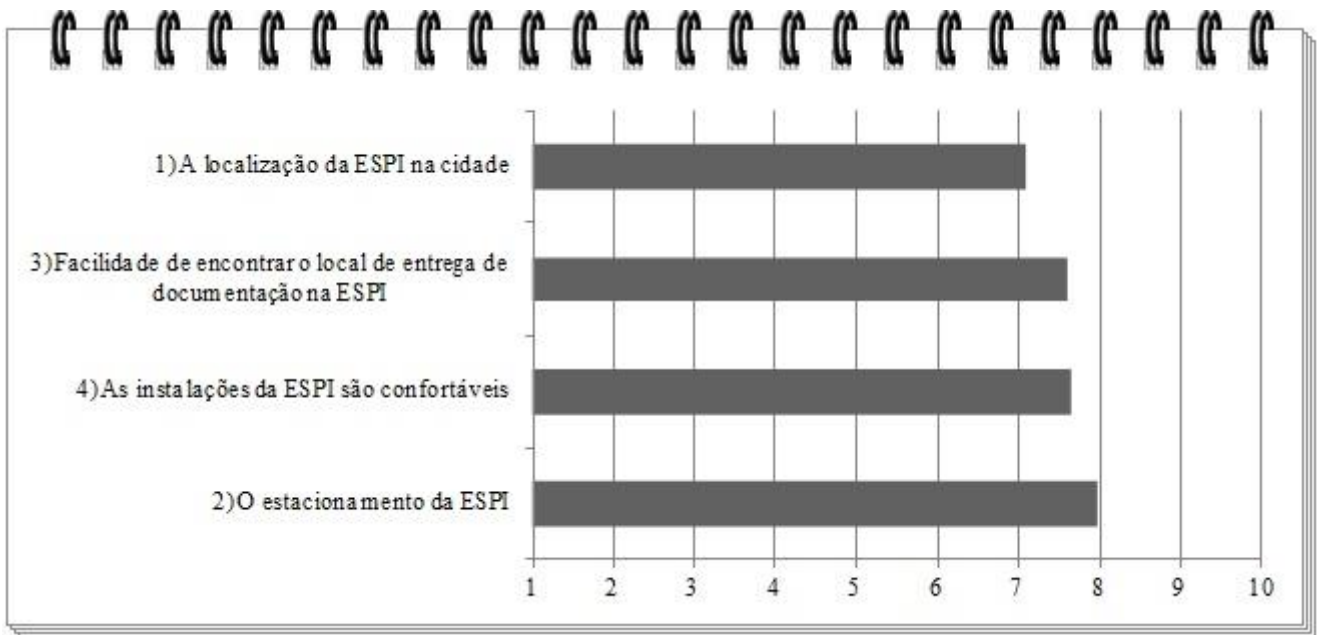 1)A localização da ESPI na cidade
3)Facilidade de encontrar o local de entrega de
documentação na ESPI
4)As instalações da ESPI são confortáveis
2)O estacionamento da ESPI
1 2 3 4 5 6 7 8 9 10